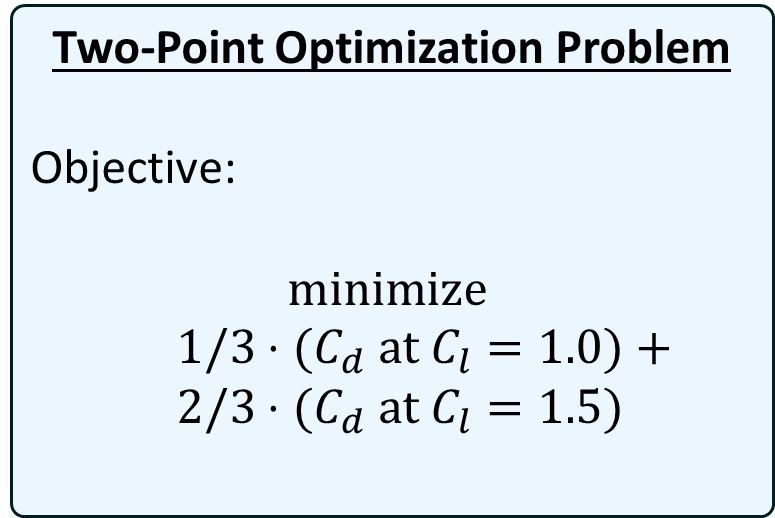 Two-Point Optimization Problem
Objective:
minimize
1/3 · (C_d at C_l = 1.0) +
2/3 · (C_d at C_l = 1.5)